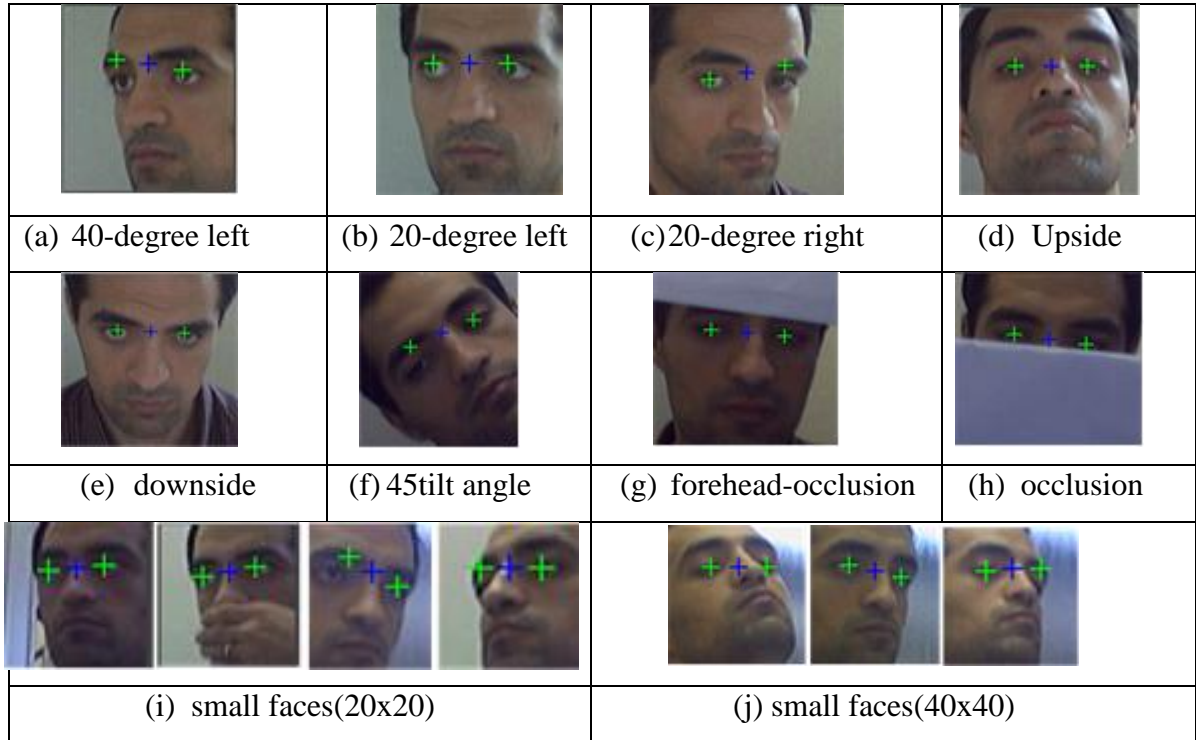 (a) 40-degree left
(b) 20-degree left
(c)20-degree right
(d) Upside
(e) downside
(f) 45tilt angle
(g) forehead-occlusion
(h) occlusion
(i) small faces(20x20)
(j) small faces(40x40)